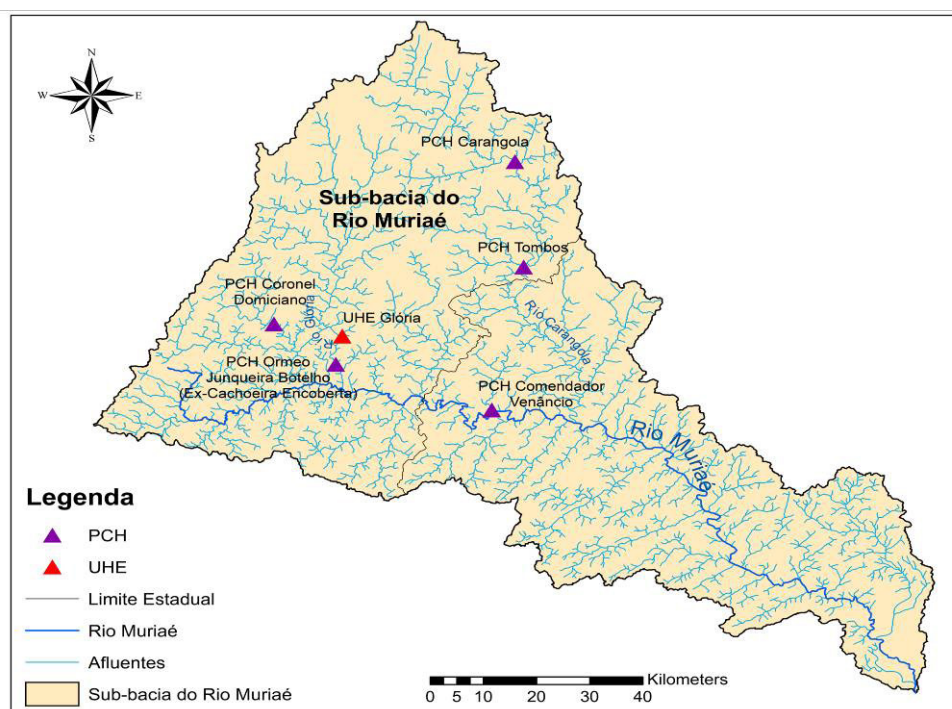 N
W
E
S
PCH Carangola
Sub-bacia do
Rio Muriaé
PCH Tombos
PCH Coronel
Domiciano
Rio Glória
UHE Glória
Rio Carangola
PCH Ormeo
Junqueira Botelho
(Ex-Cachoeira Encoberta)
PCH Comendador
Venâncio
Rio Muriaé
Legenda
PCH
UHE
Limite Estadual
Rio Muriaé
Afluentes
Sub-bacia do Rio Muriaé
Kilometers
0 5 10 20 30 40